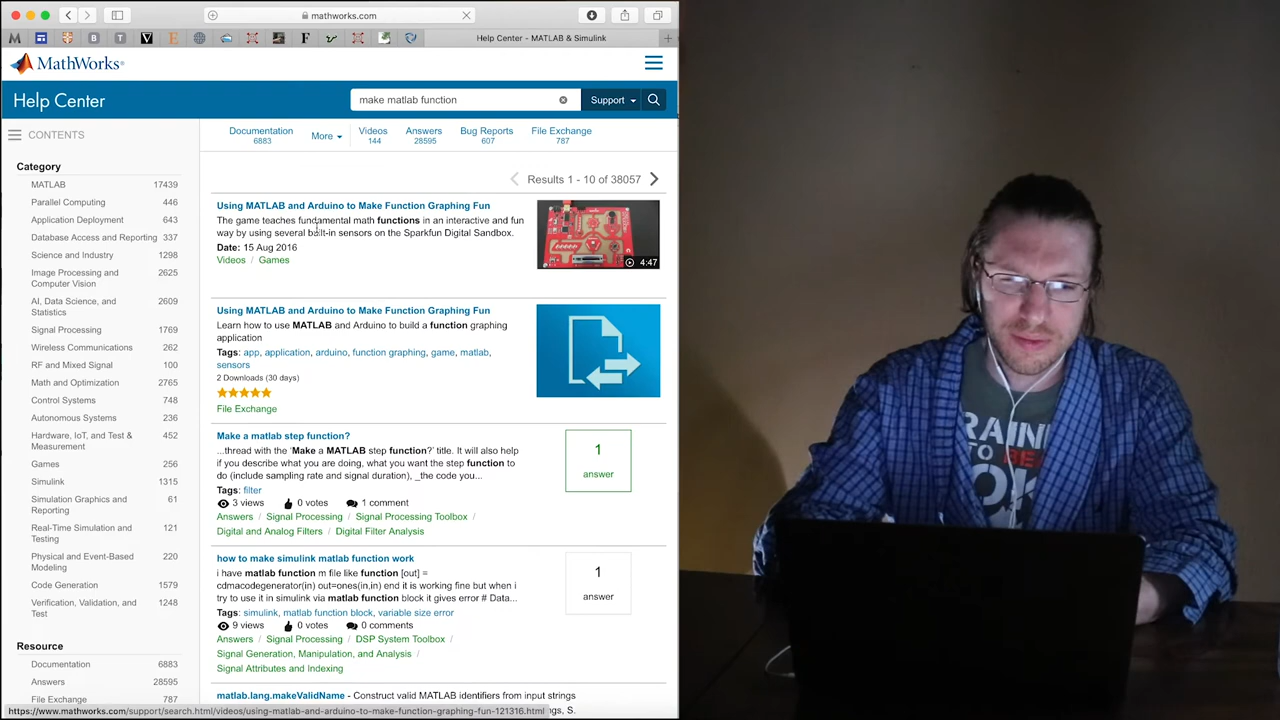 mathworks.com
Help Center - MATLAB & Simulink
MathWorks®
Help Center
make matlab function
Support
CONTENTS
Documentation
6883
More
Videos
144
Answers
28595
Bug Reports
607
File Exchange
787
Category
MATLAB 17439
Parallel Computing 446
Application Deployment 643
Database Access and Reporting 337
Science and Industry 1298
Image Processing and 2625
Computer Vision
AI, Data Science, and 2609
Statistics
Signal Processing 1769
Wireless Communications 262
RF and Mixed Signal 100
Math and Optimization 2765
Control Systems 748
Autonomous Systems 236
Hardware, IoT, and Test & 452
Measurement
Games 256
Simulink 1315
Simulation Graphics and 61
Reporting
Real-Time Simulation and 121
Testing
Physical and Event-Based 220
Modeling
Code Generation 1579
Verification, Validation, and 1248
Test
Resource
Documentation 6883
Answers 28595
File Exchange 787
Results 1 - 10 of 38057
Using MATLAB and Arduino to Make Function Graphing Fun
The game teaches fundamental math functions in an interactive and fun
way by using several built-in sensors on the Sparkfun Digital Sandbox.
Date: 15 Aug 2016
Videos / Games
4:47
Using MATLAB and Arduino to Make Function Graphing Fun
Learn how to use MATLAB and Arduino to build a function graphing
application
Tags: app, application, arduino, function graphing, game, matlab,
sensors
2 Downloads (30 days)
File Exchange
Make a matlab step function?
...thread with the 'Make a MATLAB step function?' title. It will also help
if you describe what you are doing, what you want the step function to
do (include sampling rate and signal duration), _the code you...
Tags: filter
3 views 0 votes 1 comment
Answers / Signal Processing / Signal Processing Toolbox /
Digital and Analog Filters / Digital Filter Analysis
1
answer
how to make simulink matlab function work
i have matlab function m file like function [out] =
cdmacodegenerator(in) out=ones(in,in) end it is working fine but when i
try to use it in simulink via matlab function block it gives error # Data...
Tags: simulink, matlab function block, variable size error
9 views 0 votes 0 comments
Answers / Signal Processing / DSP System Toolbox /
Signal Generation, Manipulation, and Analysis /
Signal Attributes and Indexing
1
answer
matlab.lang.makeValidName - Construct valid MATLAB identifiers from input strings
ngs, S.
https://www.mathworks.com/support/search.html/videos/using-matlab-and-arduino-to-make-function-graphing-fun-121316.html
TO BE
OK